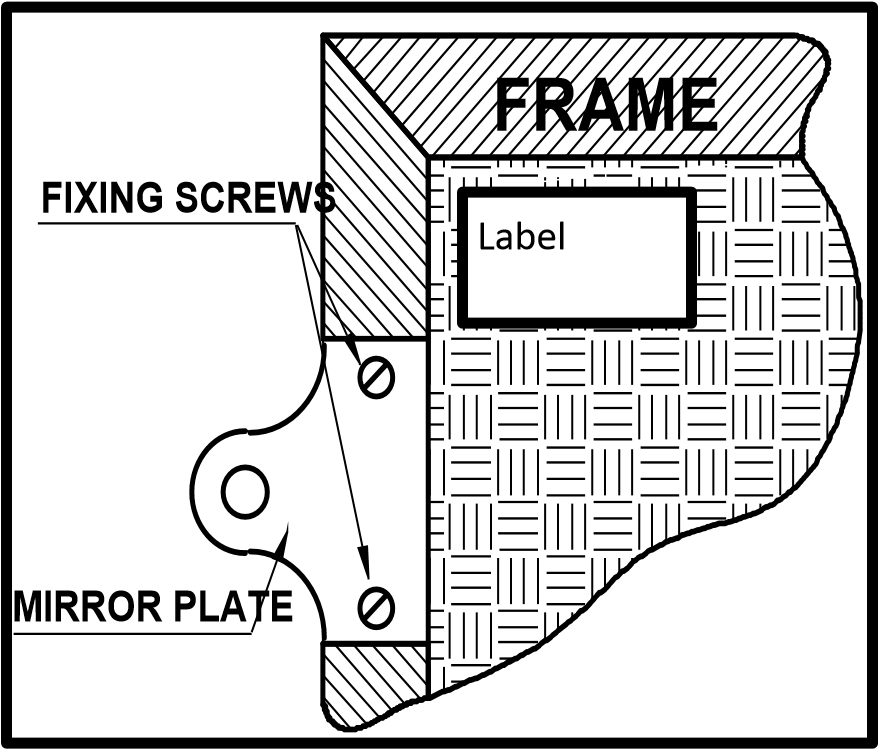 FRAME
FIXING SCREWS
Label
MIRROR PLATE